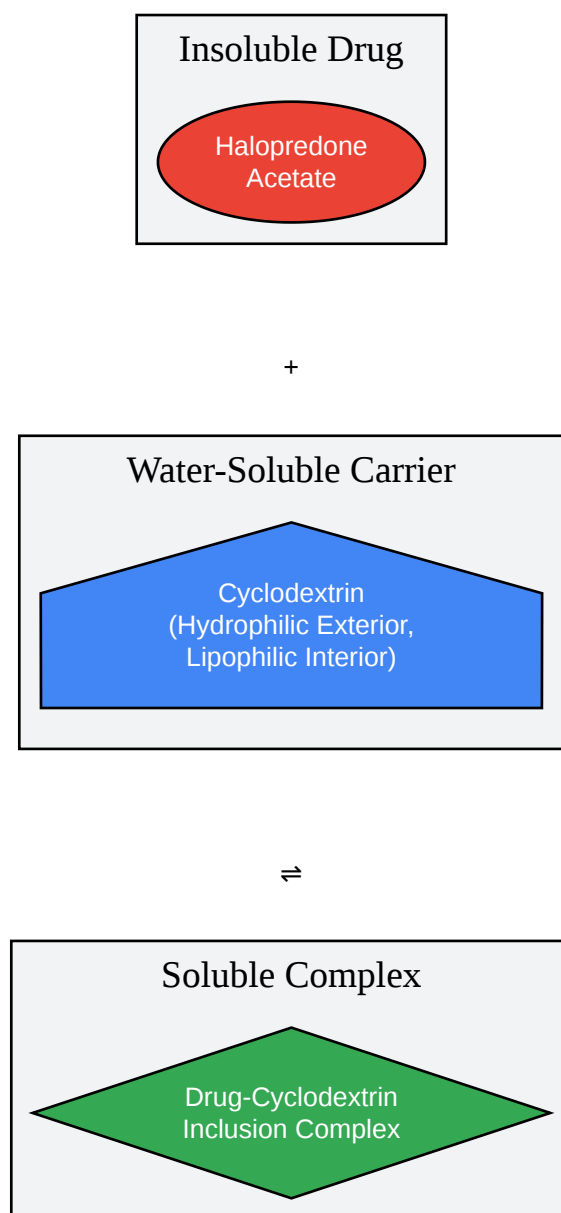 Insoluble Drug
Halopredone
Acetate
+
Water-Soluble Carrier
Cyclodextrin
(Hydrophilic Exterior,
Lipophilic Interior)
⇌
Soluble Complex
Drug-Cyclodextrin
Inclusion Complex